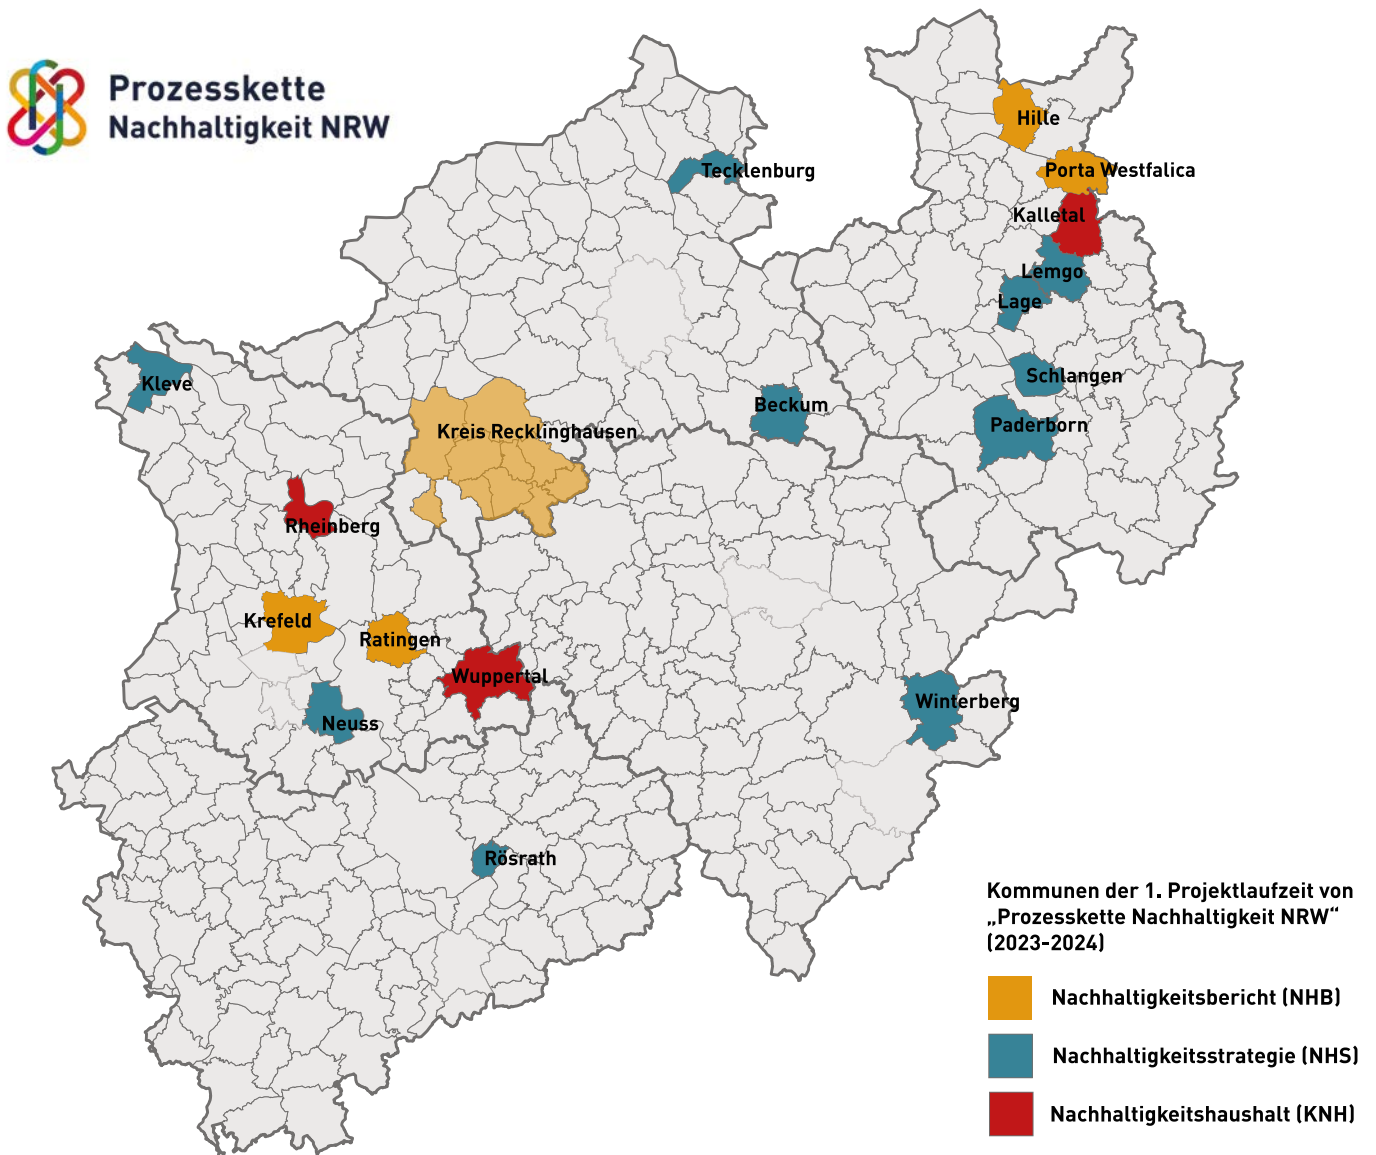 Prozesskette
Nachhaltigkeit NRW
Hille
Tecklenburg
Porta Westfalica
Kalletal
Lemgo
Lage
Schlangen
Kleve
Beckum
Paderborn
Kreis Recklinghausen
Rheinberg
Krefeld
Ratingen
Wuppertal
Winterberg
Neuss
Rösrath
Kommunen der 1. Projektlaufzeit von
„Prozesskette Nachhaltigkeit NRW“
(2023-2024)
Nachhaltigkeitsbericht (NHB)
Nachhaltigkeitsstrategie (NHS)
Nachhaltigkeitshaushalt (KNH)